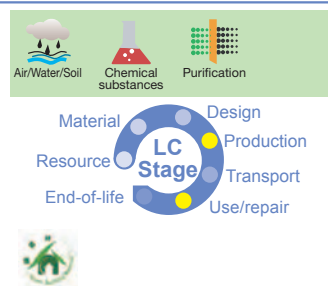 Air/Water/Soil
Chemical
substances
Purification
Material
Design
Production
Resource
LC
Stage
Transport
End-of-life
Use/repair